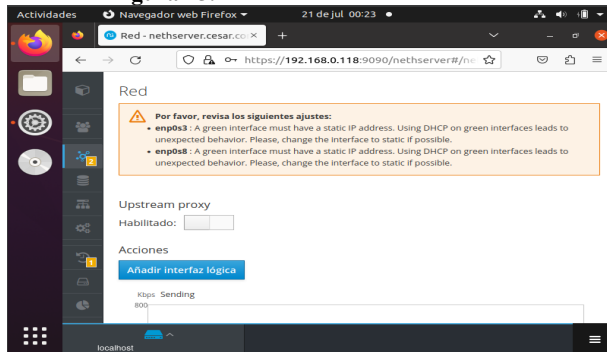 Actividades
Navegador web Firefox
21 de jul 00:23
Red - nethserver.cesar.co
https://192.168.0.118:9090/nethserver#/ne
Red
Por favor, revisa los siguientes ajustes:
• enp0s3 : A green interface must have a static IP address. Using DHCP on green interfaces leads to
unexpected behavior. Please, change the interface to static if possible.
• enp0s8 : A green interface must have a static IP address. Using DHCP on green interfaces leads to
unexpected behavior. Please, change the interface to static if possible.
2
Upstream proxy
Habilitado:
Acciones
1
Añadir interfaz lógica
Kbps Sending
800
localhost